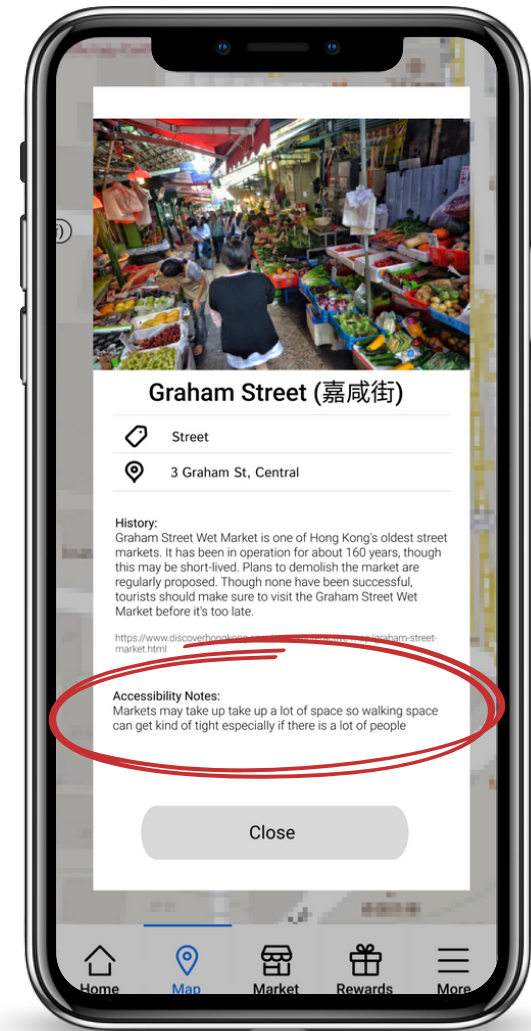 Graham Street (嘉咸街)
Street
3 Graham St, Central
History:
Graham Street Wet Market is one of Hong Kong's oldest street
markets. It has been in operation for about 160 years, though
this may be short-lived. Plans to demolish the market are
regularly proposed. Though none have been successful,
tourists should make sure to visit the Graham Street Wet
Market before it's too late.
market.html
Accessibility Notes:
Markets may take up take up a lot of space so walking space
can get kind of tight especially if there is a lot of people
Close
Home
Map
Market
Rewards
More